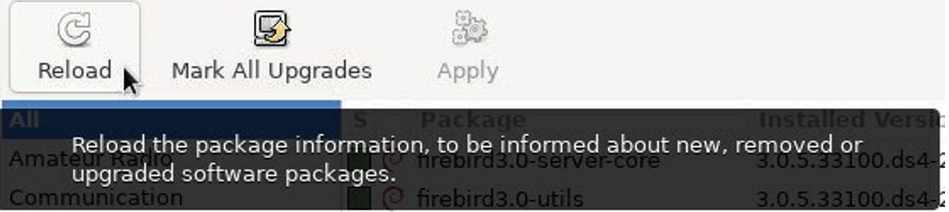 Reload Mark All Upgrades Apply
All S Package Installed Versio
Reload the package information, to be informed about new, removed or
upgraded software packages.
Amateur Radio firebird3.0-server-core 3.0.5.33100.ds4-2
Communication firebird3.0-utils 3.0.5.33100.ds4-2